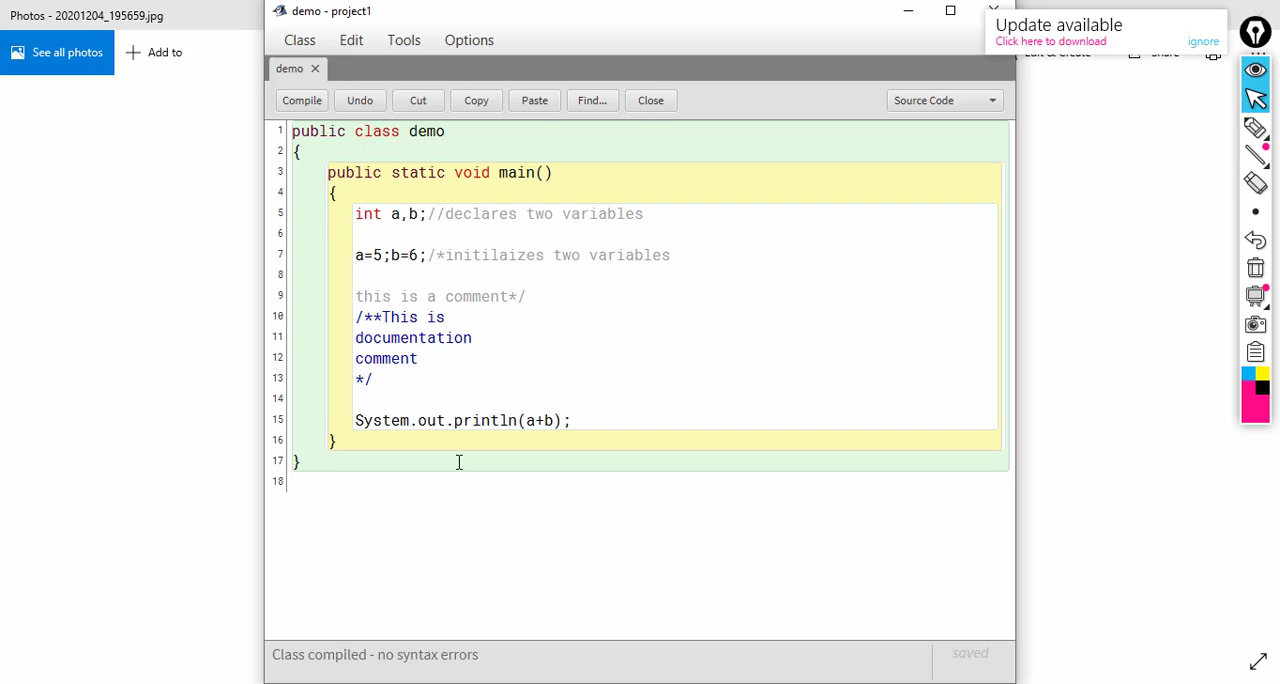 Photos - 20201204_195659.jpg
See all photos
Add to
demo - project1
Class Edit Tools Options
demo
Compile Undo Cut Copy Paste Find... Close Source Code
Update available
Click here to download ignore
1 public class demo
2 {
3 public static void main()
4 {
5 int a,b;//declares two variables
6
7 a=5;b=6;/*initilaizes two variables
8
9 this is a comment*/
10 /**This is
11 documentation
12 comment
13 */
14
15 System.out.println(a+b);
16 }
17 }
18
Class compiled - no syntax errors
saved